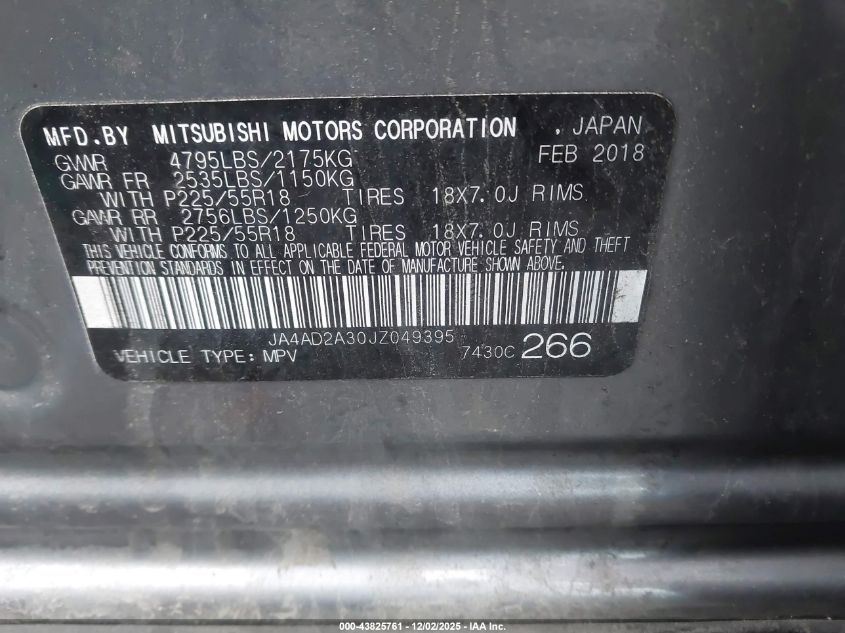 MFD.BY MITSUBISHI MOTORS CORPORATION . JAPAN
GVWR 4795LBS/2175KG FEB 2018
GAWR FR 2535LBS/1150KG
WITH P225/55R18 TIRES 18X7.0J RIMS
GAWR RR 2756LBS/1250KG
WITH P225/55R18 TIRES 18X7.0J RIMS
THIS VEHICLE CONFORMS TO ALL APPLICABLE FEDERAL MOTOR VEHICLE SAFETY AND THEFT
PREVENTION STANDARDS IN EFFECT ON THE DATE OF MANUFACTURE SHOWN ABOVE.
JA4AD2A30JZ049395
VEHICLE TYPE: MPV 7430C 266
000-43825761 - 12/02/2025 - IAA Inc.